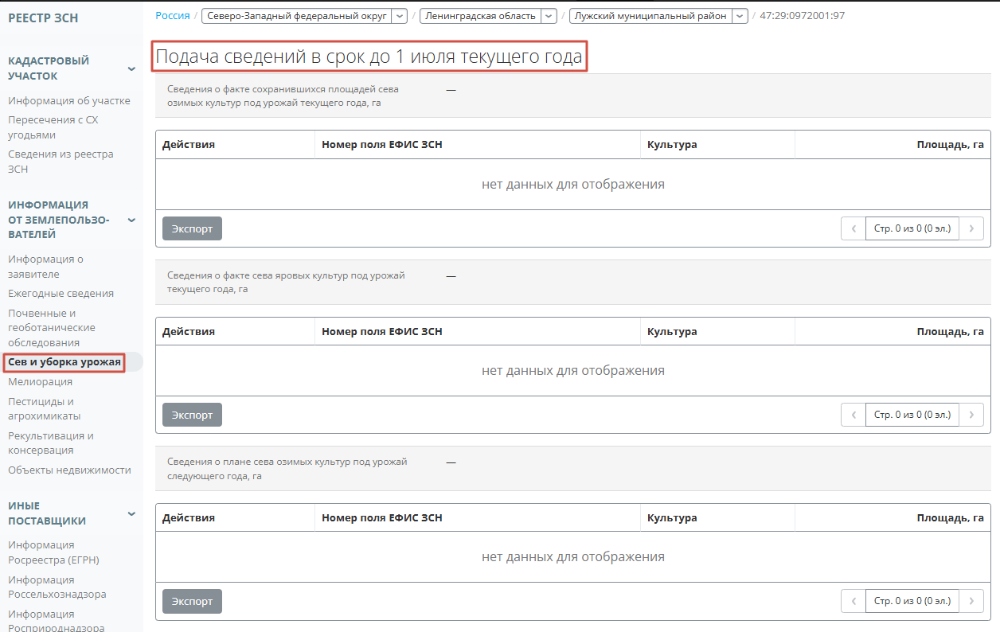 РЕЕСТР ЗСН
КАДАСТРОВЫЙ
УЧАСТОК
Информация об участке
Пересечения с СХ
угодьями
Сведения из реестра
ЗСН
ИНФОРМАЦИЯ
ОТ ЗЕМЛЕПОЛЬЗО-
ВАТЕЛЕЙ
Информация о
заявителе
Ежегодные сведения
Почвенные и
геоботанические
обследования
Сев и уборка урожая
Мелиорация
Пестициды и
агрохимикаты
Рекультивация и
консервация
Объекты недвижимости
ИНЫЕ
ПОСТАВЩИКИ
Информация
Росреестра (ЕГРН)
Информация
Россельхознадзора
Информация
Росприроднадзора
Россия / Северо-Западный федеральный округ / Ленинградская область / Лужский муниципальный район / 47:29:0972001:97
Подача сведений в срок до 1 июля текущего года
Сведения о факте сохранившихся площадей сева —
озимых культур под урожай текущего года, га
Действия Номер поля ЕФИС ЗСН Культура Площадь, га
нет данных для отображения
Экспорт ‹ Стр. 0 из 0 (0 эл.) ›
Сведения о факте сева яровых культур под урожай —
текущего года, га
Действия Номер поля ЕФИС ЗСН Культура Площадь, га
нет данных для отображения
Экспорт ‹ Стр. 0 из 0 (0 эл.) ›
Сведения о плане сева озимых культур под урожай —
следующего года, га
Действия Номер поля ЕФИС ЗСН Культура Площадь, га
нет данных для отображения
Экспорт ‹ Стр. 0 из 0 (0 эл.) ›